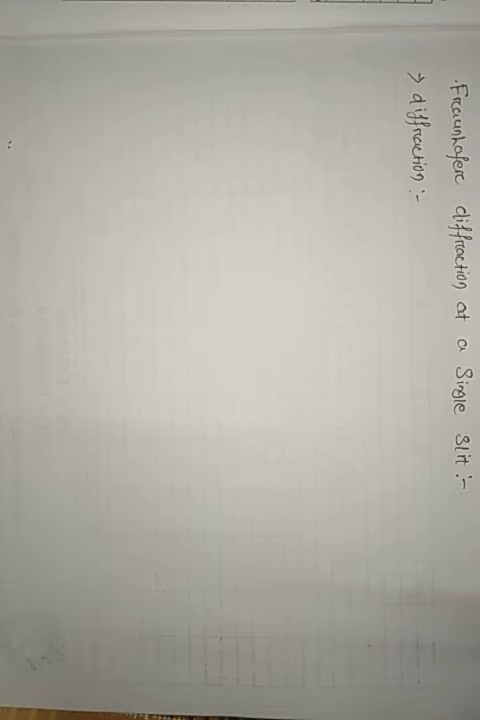 .Fraunhofer diffraction at a Single Slit :-
> diffraction :-